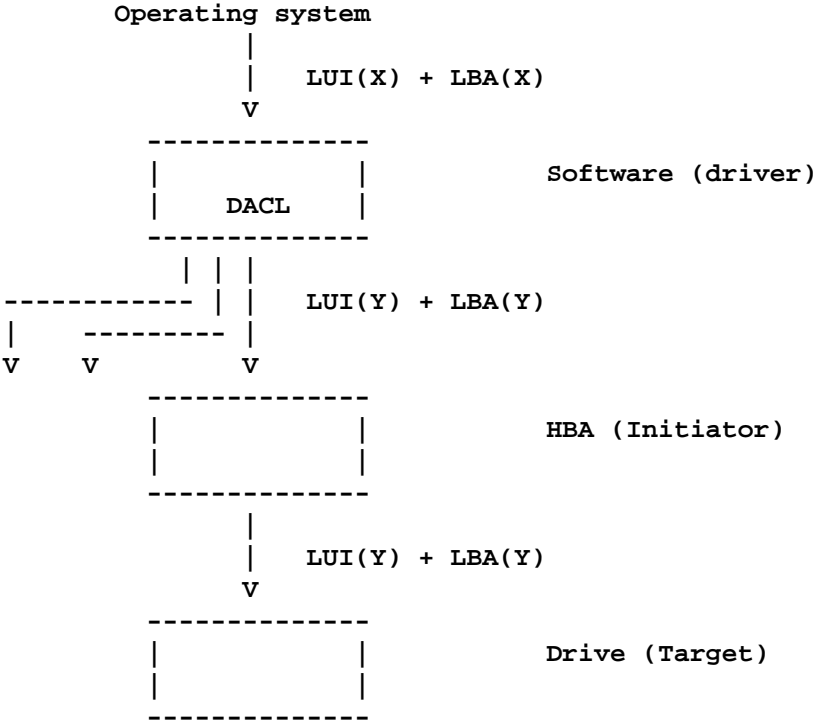 Operating system
LUI(X) + LBA(X)
Software (driver)
DACL
LUI(Y) + LBA(Y)
HBA (Initiator)
LUI(Y) + LBA(Y)
Drive (Target)